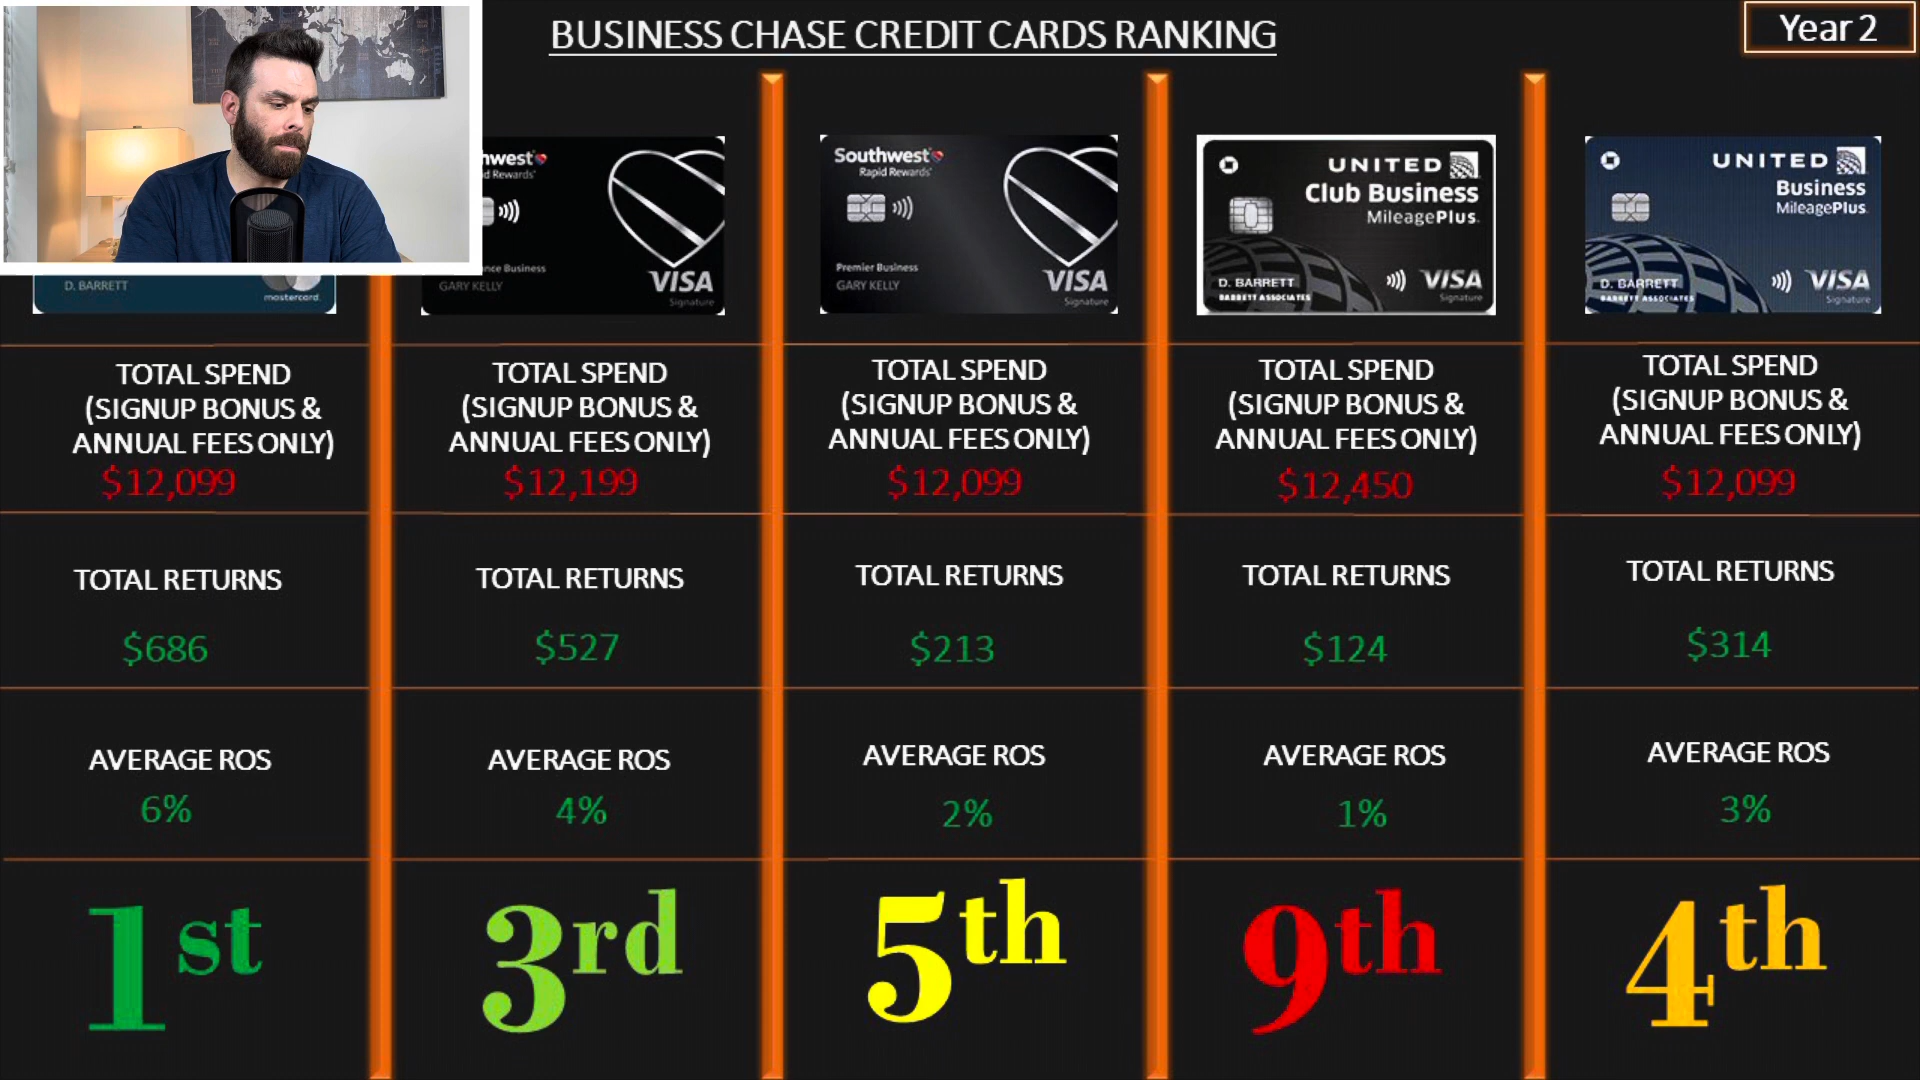 BUSINESS CHASE CREDIT CARDS RANKING
Year 2
D. BARRETT
mastercard.
hwest
d Rewards®
nce Business
GARY KELLY
VISA
Signature
Southwest
Rapid Rewards®
Premier Business
GARY KELLY
VISA
Signature
UNITED
Club Business
MileagePlus.
D. BARRETT
BARRETT ASSOCIATES
VISA
Signature
UNITED
Business
MileagePlus.
D. BARRETT
BARRETT ASSOCIATES
VISA
Signature
TOTAL SPEND
(SIGNUP BONUS &
ANNUAL FEES ONLY)
$12,099
TOTAL SPEND
(SIGNUP BONUS &
ANNUAL FEES ONLY)
$12,199
TOTAL SPEND
(SIGNUP BONUS &
ANNUAL FEES ONLY)
$12,099
TOTAL SPEND
(SIGNUP BONUS &
ANNUAL FEES ONLY)
$12,450
TOTAL SPEND
(SIGNUP BONUS &
ANNUAL FEES ONLY)
$12,099
TOTAL RETURNS
$686
TOTAL RETURNS
$527
TOTAL RETURNS
$213
TOTAL RETURNS
$124
TOTAL RETURNS
$314
AVERAGE ROS
6%
AVERAGE ROS
4%
AVERAGE ROS
2%
AVERAGE ROS
1%
AVERAGE ROS
3%
1st
3rd
5th
9th
4th